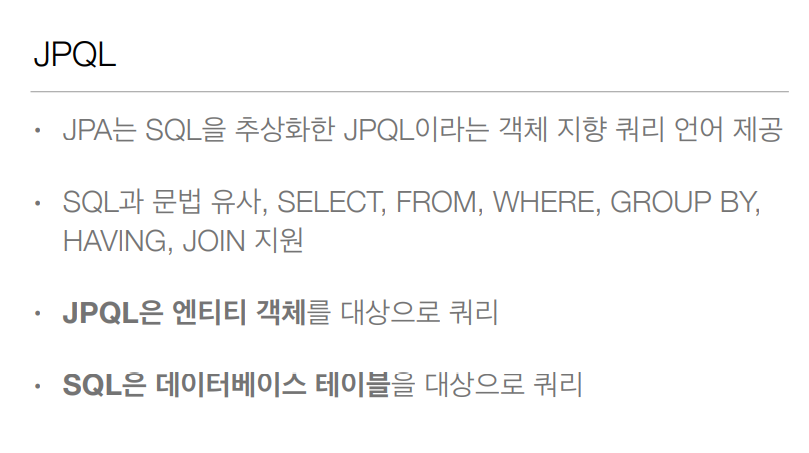 JPQL
• JPA는 SQL을 추상화한 JPQL이라는 객체 지향 쿼리 언어 제공
• SQL과 문법 유사, SELECT, FROM, WHERE, GROUP BY,
HAVING, JOIN 지원
• JPQL은 엔티티 객체를 대상으로 쿼리
• SQL은 데이터베이스 테이블을 대상으로 쿼리